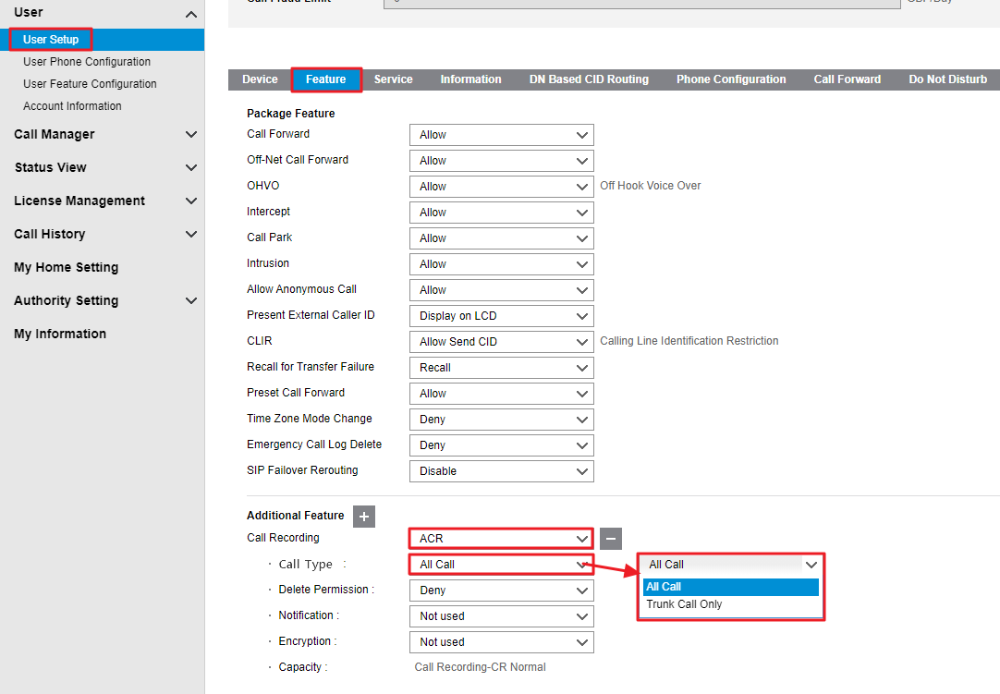 User
User Setup
User Phone Configuration
User Feature Configuration
Account Information
Call Manager
Status View
License Management
Call History
My Home Setting
Authority Setting
My Information
Device Feature Service Information DN Based CID Routing Phone Configuration Call Forward Do Not Disturb
Package Feature
Call Forward Allow
Off-Net Call Forward Allow
OHVO Allow Off Hook Voice Over
Intercept Allow
Call Park Allow
Intrusion Allow
Allow Anonymous Call Allow
Present External Caller ID Display on LCD
CLIR Allow Send CID Calling Line Identification Restriction
Recall for Transfer Failure Recall
Preset Call Forward Allow
Time Zone Mode Change Deny
Emergency Call Log Delete Deny
SIP Failover Rerouting Disable
Additional Feature +
Call Recording ACR −
· Call Type : All Call All Call
All Call
Trunk Call Only
· Delete Permission : Deny
· Notification : Not used
· Encryption : Not used
· Capacity : Call Recording-CR Normal